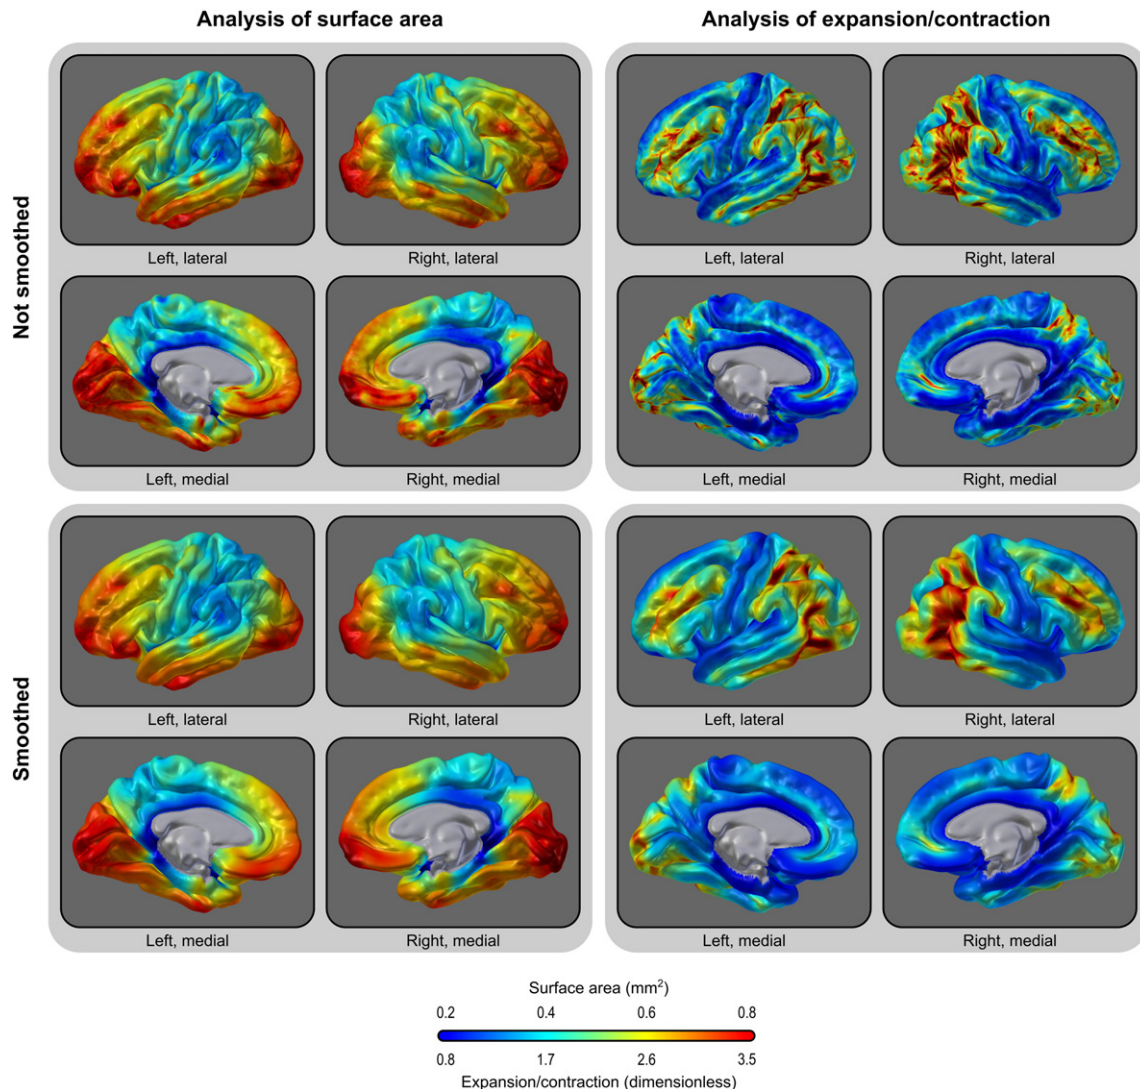 Analysis of surface area
Analysis of expansion/contraction
Not smoothed
Left, lateral
Right, lateral
Left, lateral
Right, lateral
Left, medial
Right, medial
Left, medial
Right, medial
Smoothed
Left, lateral
Right, lateral
Left, lateral
Right, lateral
Left, medial
Right, medial
Left, medial
Right, medial
Surface area (mm²)
0.2 0.4 0.6 0.8
0.8 1.7 2.6 3.5
Expansion/contraction (dimensionless)